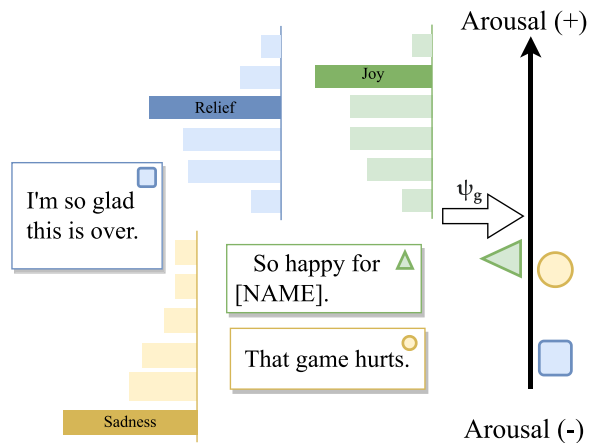 Arousal (+)
Joy
Relief
ψg
I'm so glad
this is over.
So happy for
[NAME].
That game hurts.
Sadness
Arousal (-)